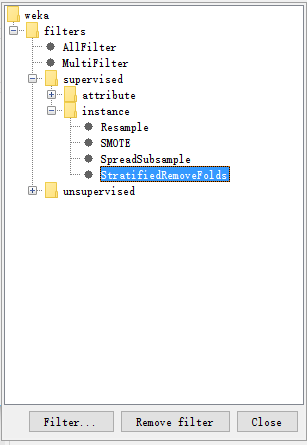 weka
filters
AllFilter
MultiFilter
supervised
attribute
instance
Resample
SMOTE
SpreadSubsample
StratifiedRemoveFolds
unsupervised
Filter... Remove filter Close